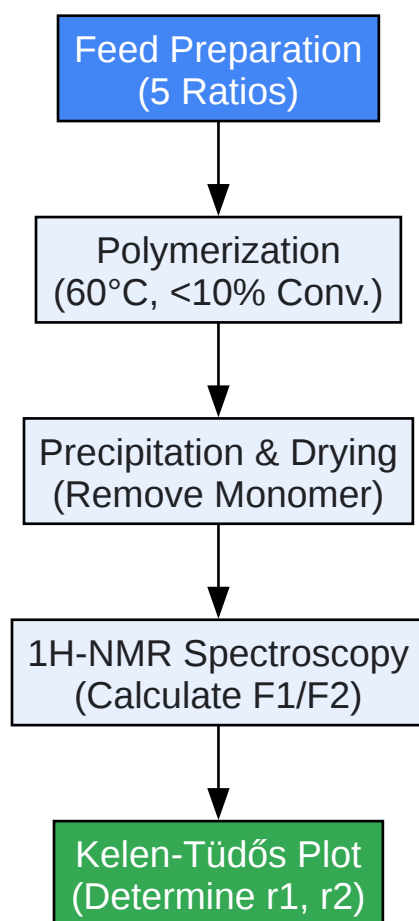 Feed Preparation
(5 Ratios)
Polymerization
(60°C, <10% Conv.)
Precipitation & Drying
(Remove Monomer)
1H-NMR Spectroscopy
(Calculate F1/F2)
Kelen-Tüdős Plot
(Determine r1, r2)